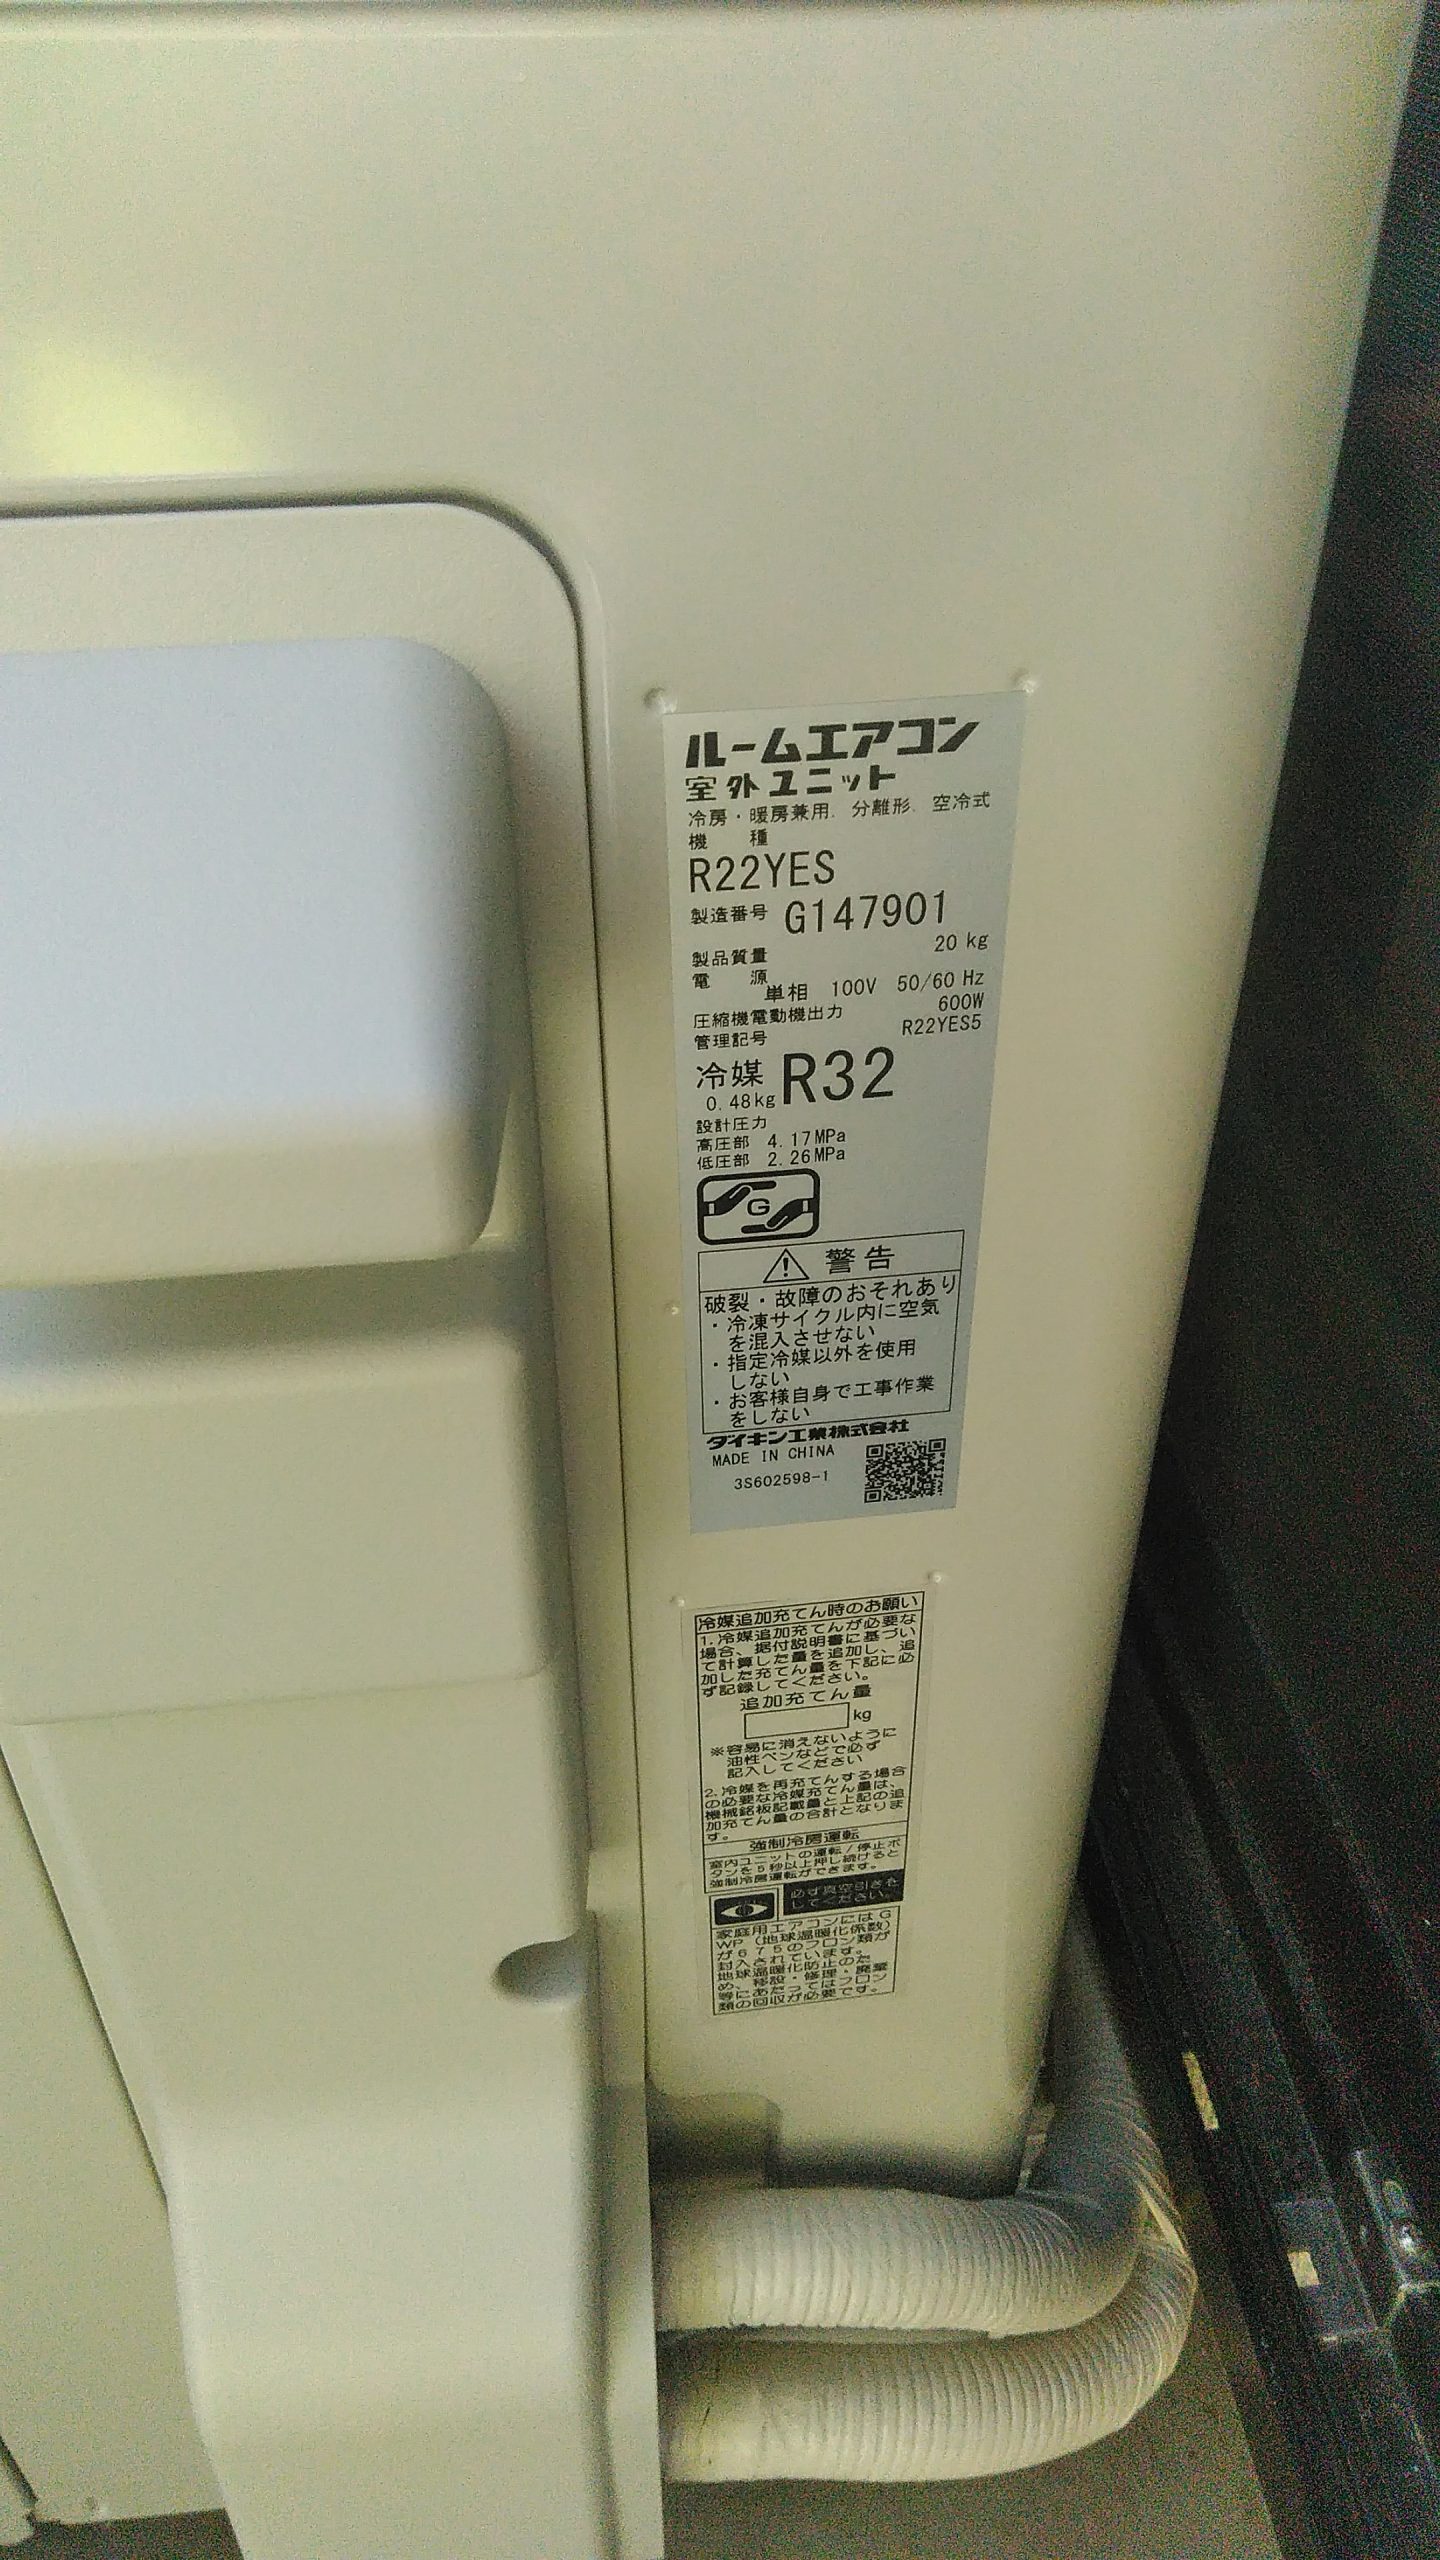 ルームエアコン
室外ユニット
冷房・暖房兼用、分離形、空冷式
機 種
R22YES
製造番号 G147901
製品質量 20 kg
電 源
単相 100V 50/60 Hz
圧縮機電動機出力 600W
管理記号 R22YES5
冷媒 R32
0.48kg
設計圧力
高圧部 4.17MPa
低圧部 2.26MPa
G
警告
破裂・故障のおそれあり
・冷凍サイクル内に空気
を混入させない
・指定冷媒以外を使用
しない
・お客様自身で工事作業
をしない
ダイキン工業株式会社
MADE IN CHINA
3S602598-1
冷媒追加充てん時のお願い
1.冷媒追加充てんが必要な
場合、据付説明書に基づい
て計算した量を追加し、追
加した充てん量を下記に必
ず記録してください。
追加充てん量
kg
※容易に消えないように
油性ペンなどで必ず
記入してください
2.冷媒を再充てんする場合
の必要な冷媒充てん量は、
機械銘板記載量と上記の追
加充てん量の合計となりま
す。
強制冷房運転
室内ユニットの運転/停止ボ
タンを5秒以上押し続けると
強制冷房運転ができます。
必ず真空引きを
してください。
家庭用エアコンにはG
WP(地球温暖化係数)
が675のフロン類が
封入されています。
地球温暖化防止のた
め、移設・修理・廃棄
等にあたってはフロン
類の回収が必要です。